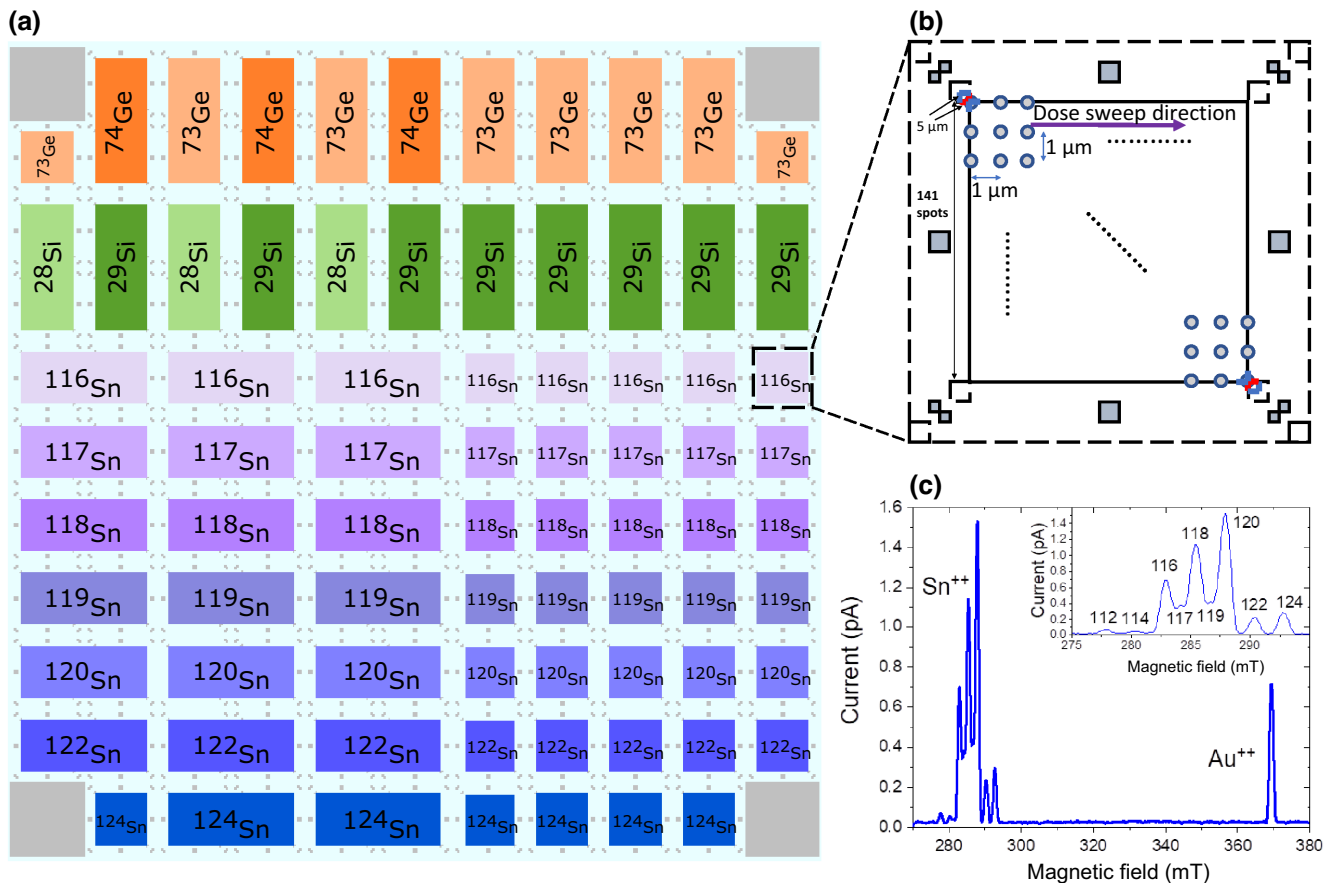 (a)
⁷⁴Ge ⁷³Ge ⁷⁴Ge ⁷³Ge ⁷⁴Ge ⁷³Ge ⁷³Ge ⁷³Ge ⁷³Ge
⁷³Ge ⁷³Ge
²⁸Si ²⁹Si ²⁸Si ²⁹Si ²⁸Si ²⁹Si ²⁹Si ²⁹Si ²⁹Si ²⁹Si ²⁹Si
¹¹⁶Sn ¹¹⁶Sn ¹¹⁶Sn ¹¹⁶Sn ¹¹⁶Sn ¹¹⁶Sn ¹¹⁶Sn ¹¹⁶Sn
¹¹⁷Sn ¹¹⁷Sn ¹¹⁷Sn ¹¹⁷Sn ¹¹⁷Sn ¹¹⁷Sn ¹¹⁷Sn ¹¹⁷Sn
¹¹⁸Sn ¹¹⁸Sn ¹¹⁸Sn ¹¹⁸Sn ¹¹⁸Sn ¹¹⁸Sn ¹¹⁸Sn ¹¹⁸Sn
¹¹⁹Sn ¹¹⁹Sn ¹¹⁹Sn ¹¹⁹Sn ¹¹⁹Sn ¹¹⁹Sn ¹¹⁹Sn ¹¹⁹Sn
¹²⁰Sn ¹²⁰Sn ¹²⁰Sn ¹²⁰Sn ¹²⁰Sn ¹²⁰Sn ¹²⁰Sn ¹²⁰Sn
¹²²Sn ¹²²Sn ¹²²Sn ¹²²Sn ¹²²Sn ¹²²Sn ¹²²Sn ¹²²Sn
¹²⁴Sn ¹²⁴Sn ¹²⁴Sn ¹²⁴Sn ¹²⁴Sn ¹²⁴Sn ¹²⁴Sn
(b)
5 µm
Dose sweep direction
1 µm
1 µm
141
spots
(c)
Current (pA)
1.6
1.4
1.2
1.0
0.8
0.6
0.4
0.2
0.0
Sn⁺⁺
Au⁺⁺
280 300 320 340 360 380
Magnetic field (mT)
Current (pA)
1.4
1.2
1.0
0.8
0.6
0.4
0.2
0.0
112 114 116 117 118 119 120 122 124
275 280 285 290
Magnetic field (mT)